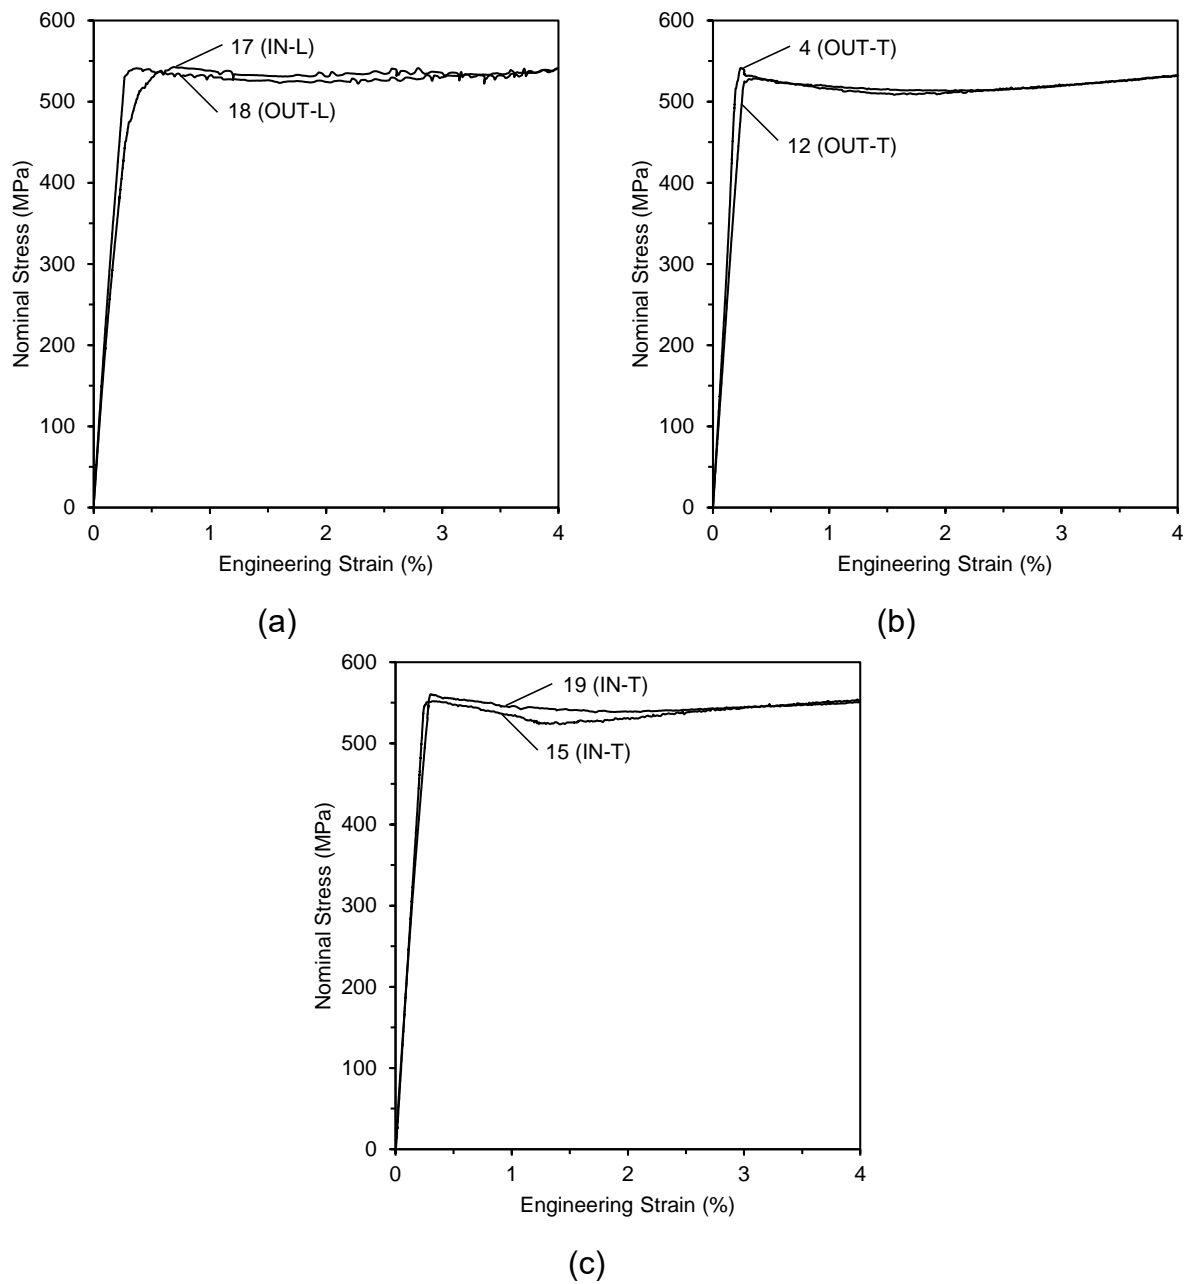 600
500
400
300
200
100
0
Nominal Stress (MPa)
17 (IN-L)
18 (OUT-L)
0 1 2 3 4
Engineering Strain (%)
(a)
600
500
400
300
200
100
0
Nominal Stress (MPa)
4 (OUT-T)
12 (OUT-T)
0 1 2 3 4
Engineering Strain (%)
(b)
600
500
400
300
200
100
0
Nominal Stress (MPa)
19 (IN-T)
15 (IN-T)
0 1 2 3 4
Engineering Strain (%)
(c)